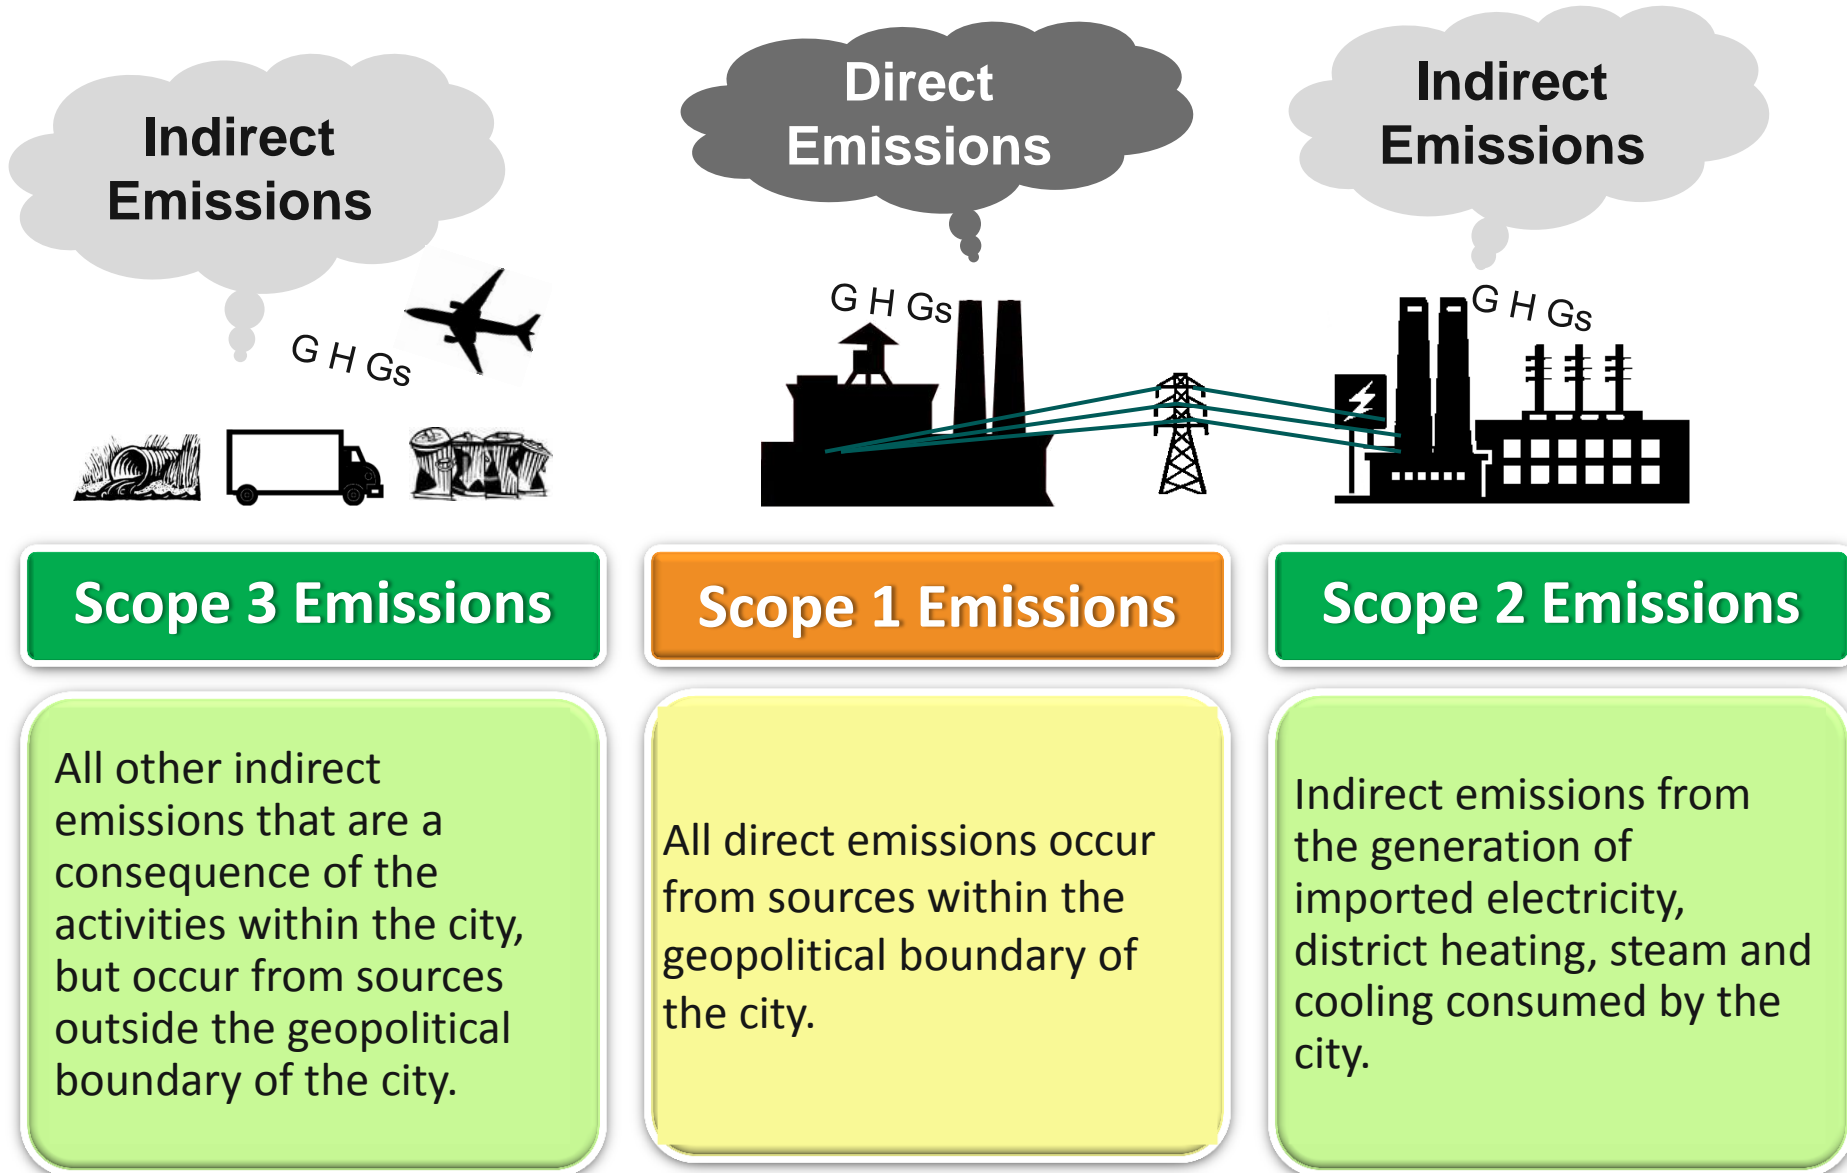 Indirect
Emissions
G H Gs
Scope 3 Emissions
All other indirect
emissions that are a
consequence of the
activities within the city,
but occur from sources
outside the geopolitical
boundary of the city.
Direct
Emissions
G H Gs
Scope 1 Emissions
All direct emissions occur
from sources within the
geopolitical boundary of
the city.
Indirect
Emissions
G H Gs
Scope 2 Emissions
Indirect emissions from
the generation of
imported electricity,
district heating, steam and
cooling consumed by the
city.